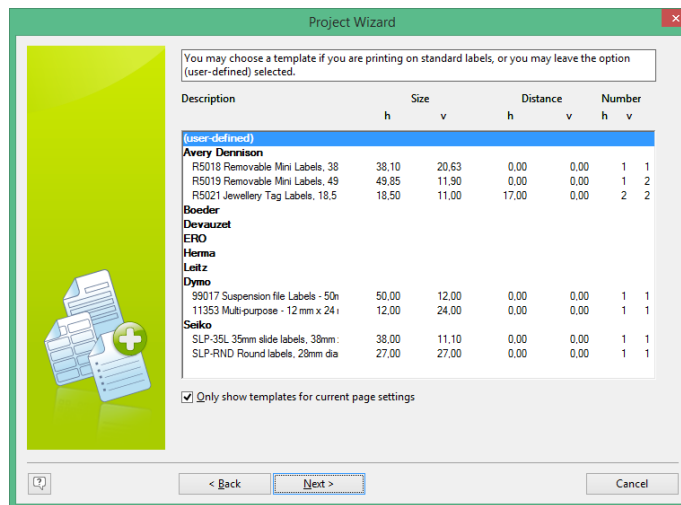 Project Wizard
You may choose a template if you are printing on standard labels, or you may leave the option
(user-defined) selected.
Description Size Distance Number
h v h v h v
(user-defined)
Avery Dennison
R5018 Removable Mini Labels, 38 38,10 20,63 0,00 0,00 1 1
R5019 Removable Mini Labels, 49 49,85 11,90 0,00 0,00 1 2
R5021 Jewellery Tag Labels, 18,5 18,50 11,00 17,00 0,00 2 2
Boeder
Devauzet
ERO
Herma
Leitz
Dymo
99017 Suspension file Labels - 50 50,00 12,00 0,00 0,00 1 1
11353 Multi-purpose - 12 mm x 24 12,00 24,00 0,00 0,00 1 1
Seiko
SLP-35L 35mm slide labels, 38mm 38,00 11,10 0,00 0,00 1 1
SLP-RND Round labels, 28mm dia 27,00 27,00 0,00 0,00 1 1
Only show templates for current page settings
? < Back Next > Cancel